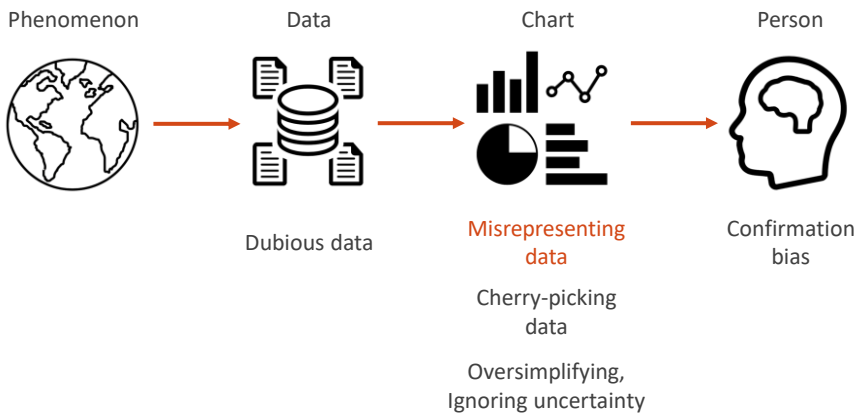 Phenomenon
Data
Chart
Person
Dubious data
Misrepresenting
data
Cherry-picking
data
Oversimplifying,
Ignoring uncertainty
Confirmation
bias